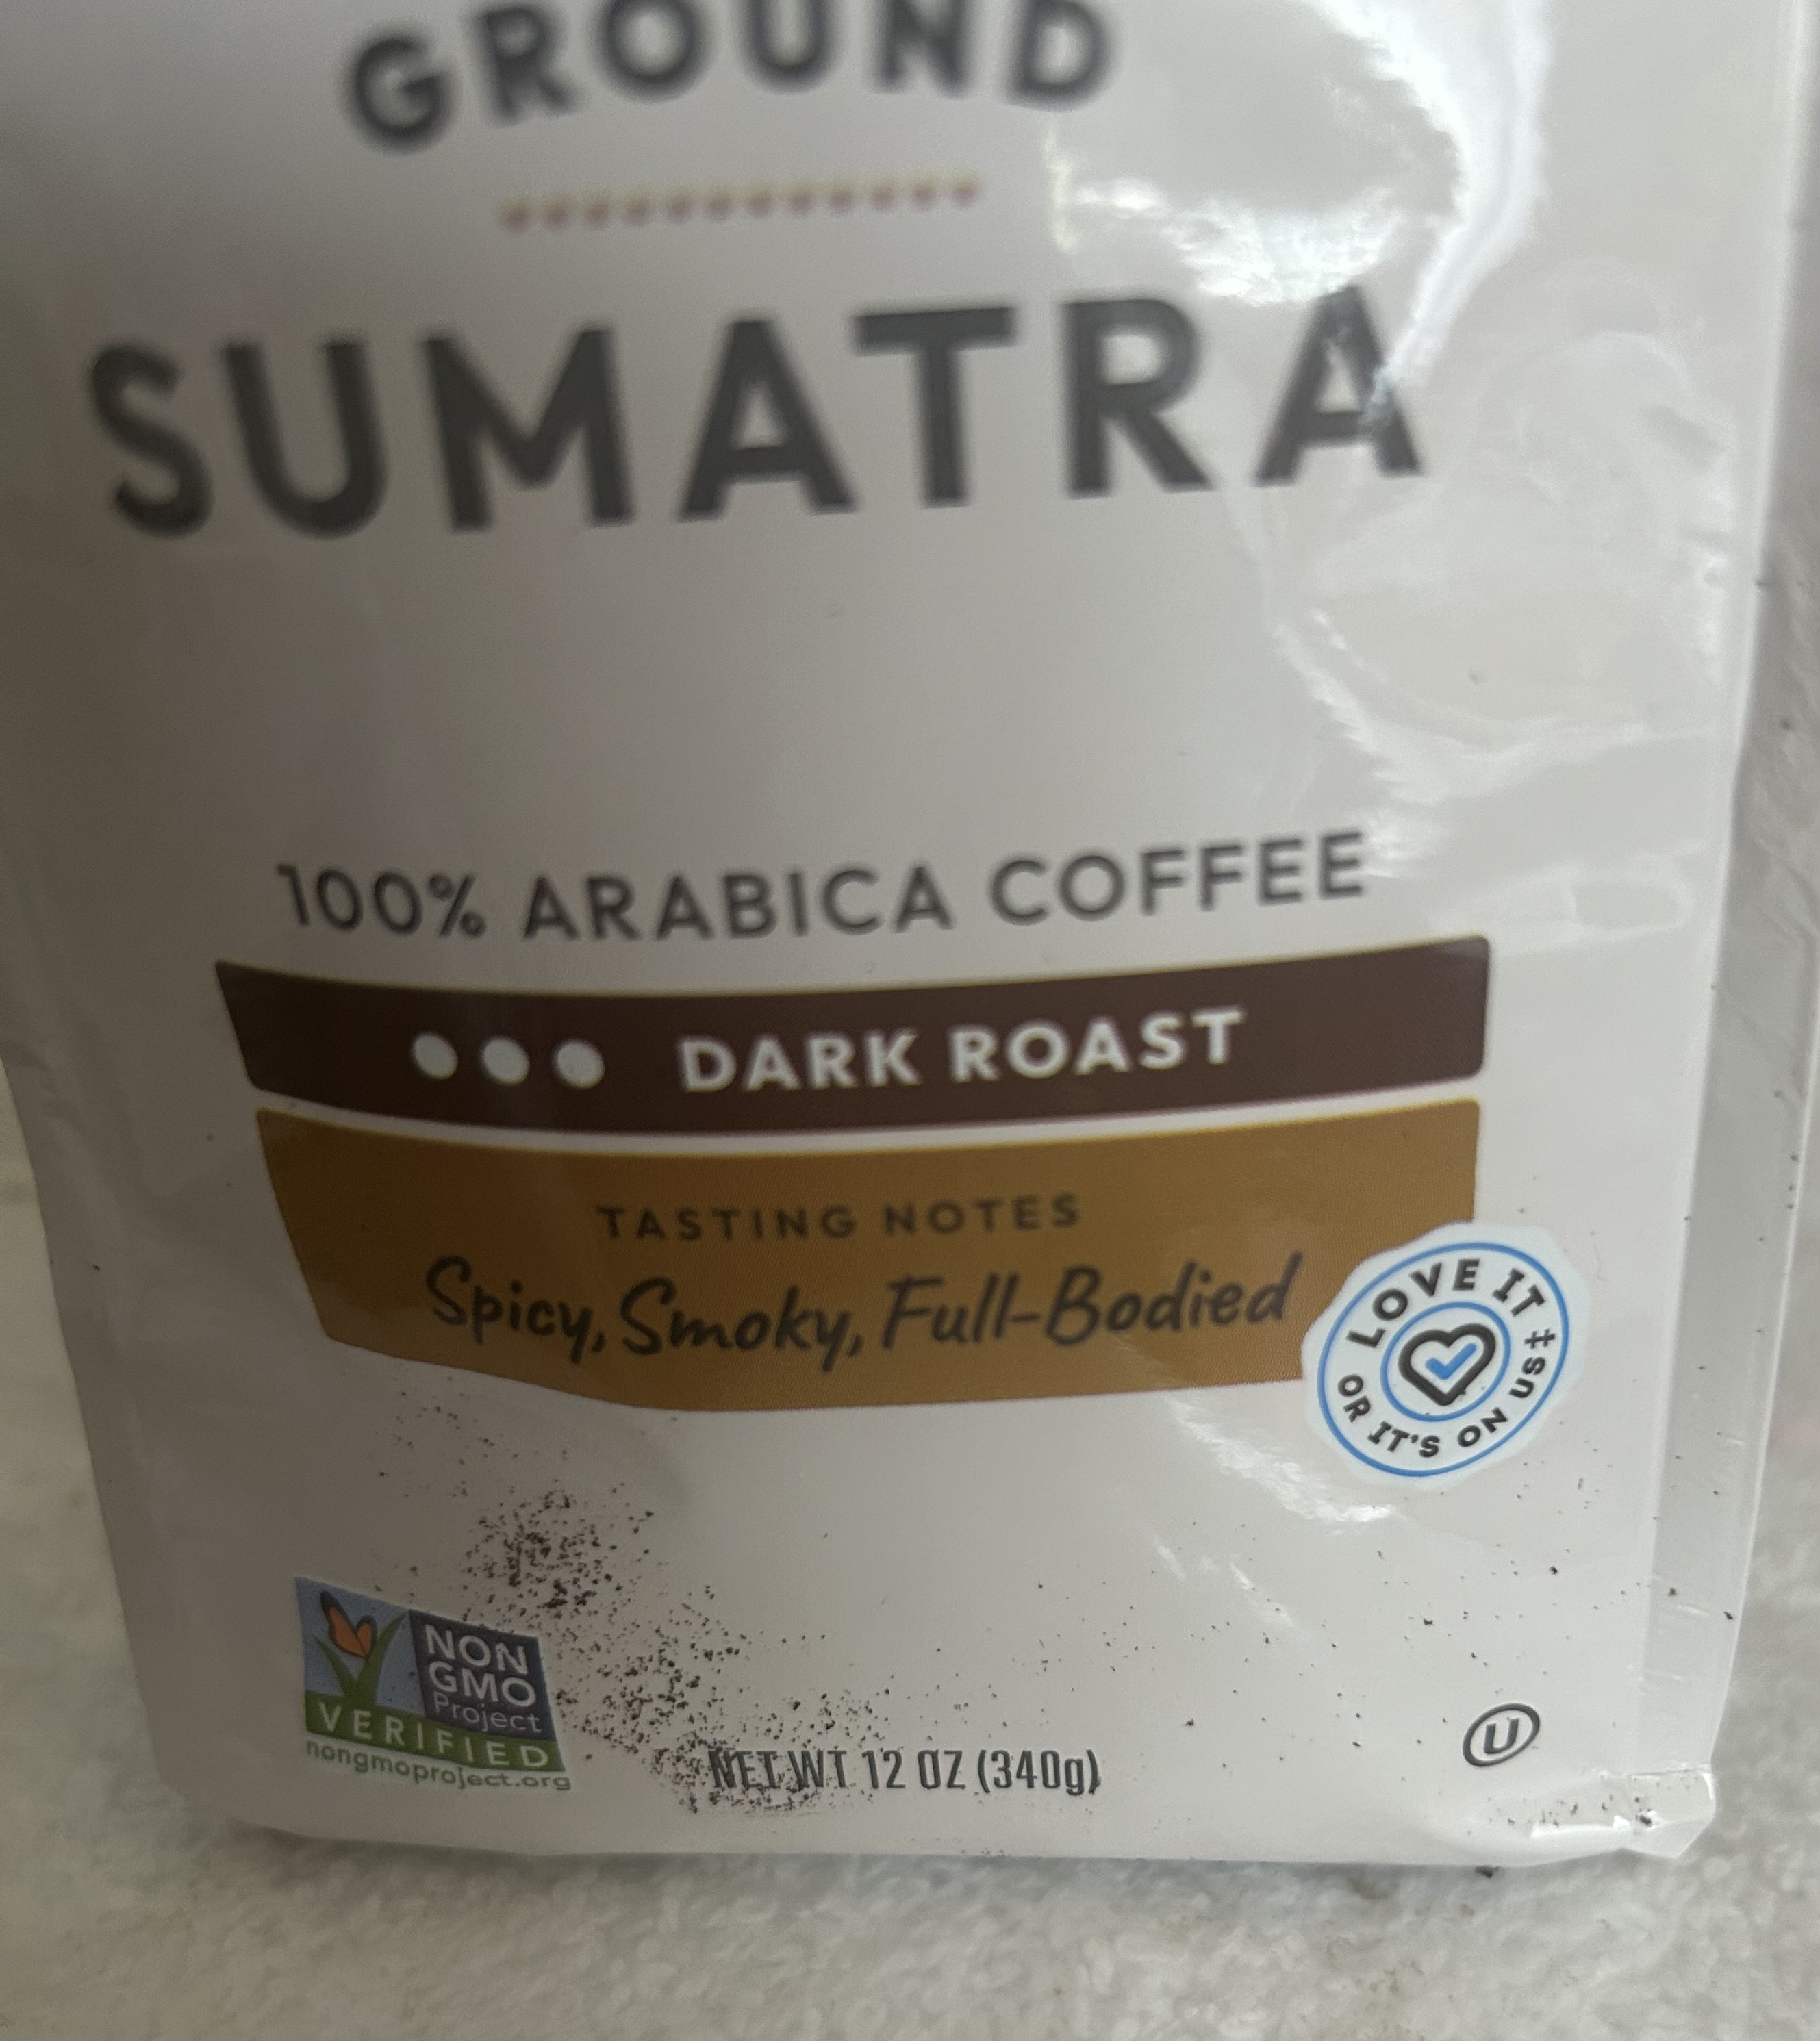 GROUND
SUMATRA
100% ARABICA COFFEE
DARK ROAST
TASTING NOTES
Spicy, Smoky, Full-Bodied
LOVE IT
OR IT'S ON US‡
NON
GMO
Project
VERIFIED
nongmoproject.org
NET WT 12 OZ (340g)
U